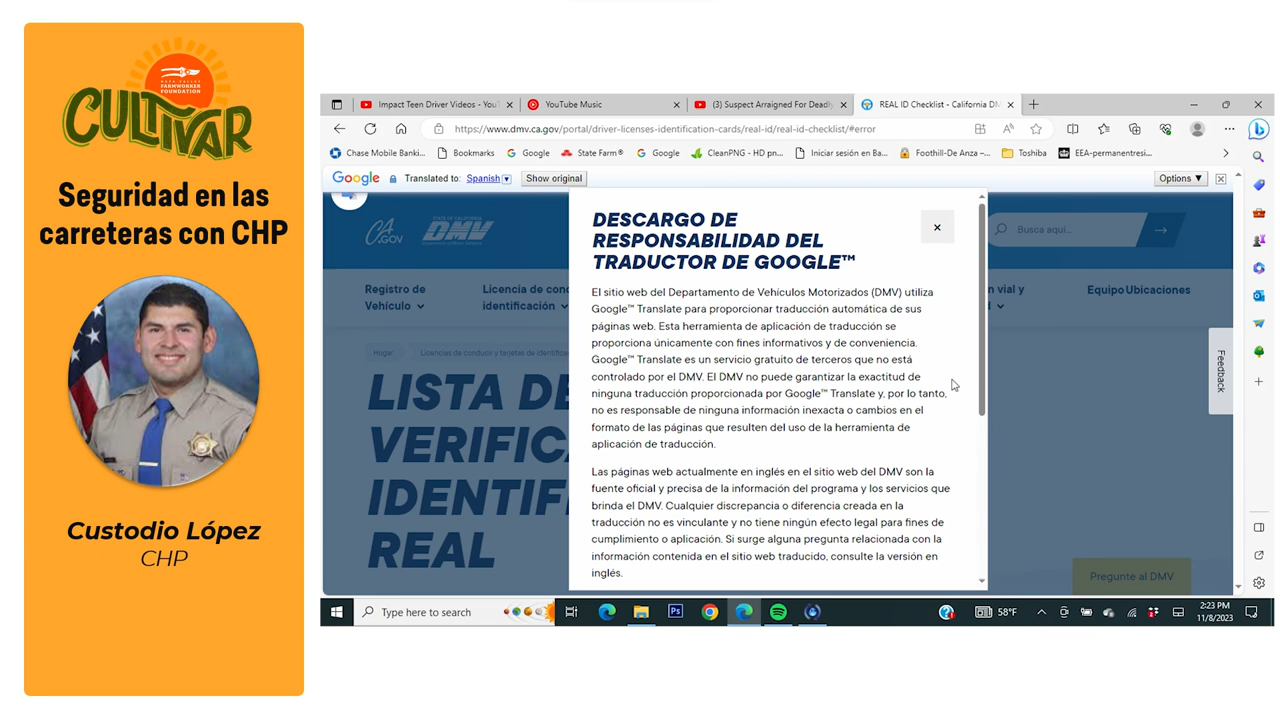 NAPA VALLEY
FARMWORKER
FOUNDATION
CULTIVAR
Seguridad en las
carreteras con CHP
Custodio López
CHP
Impact Teen Driver Videos - You
YouTube Music
(3) Suspect Arraigned For Deadly
REAL ID Checklist - California DM
https://www.dmv.ca.gov/portal/driver-licenses-identification-cards/real-id/real-id-checklist/#error
Chase Mobile Banki... Bookmarks Google State Farm® Google CleanPNG - HD pn... Iniciar sesión en Ba... Foothill-De Anza –... Toshiba EEA-permanentresi...
Google Translated to: Spanish Show original Options ▼
CA.GOV DMV
Busca aquí...
Registro de
Vehículo
Licencia de cond
identificación
n vial y
d
Equipo Ubicaciones
Hogar Licencias de conducir y tarjetas de identifica
LISTA DE
VERIFIC
IDENTIF
REAL
DESCARGO DE
RESPONSABILIDAD DEL
TRADUCTOR DE GOOGLE™
El sitio web del Departamento de Vehículos Motorizados (DMV) utiliza
Google™ Translate para proporcionar traducción automática de sus
páginas web. Esta herramienta de aplicación de traducción se
proporciona únicamente con fines informativos y de conveniencia.
Google™ Translate es un servicio gratuito de terceros que no está
controlado por el DMV. El DMV no puede garantizar la exactitud de
ninguna traducción proporcionada por Google™ Translate y, por lo tanto,
no es responsable de ninguna información inexacta o cambios en el
formato de las páginas que resulten del uso de la herramienta de
aplicación de traducción.
Las páginas web actualmente en inglés en el sitio web del DMV son la
fuente oficial y precisa de la información del programa y los servicios que
brinda el DMV. Cualquier discrepancia o diferencia creada en la
traducción no es vinculante y no tiene ningún efecto legal para fines de
cumplimiento o aplicación. Si surge alguna pregunta relacionada con la
información contenida en el sitio web traducido, consulte la versión en
inglés.
Feedback
Pregunte al DMV
Type here to search
58°F
2:23 PM
11/8/2023